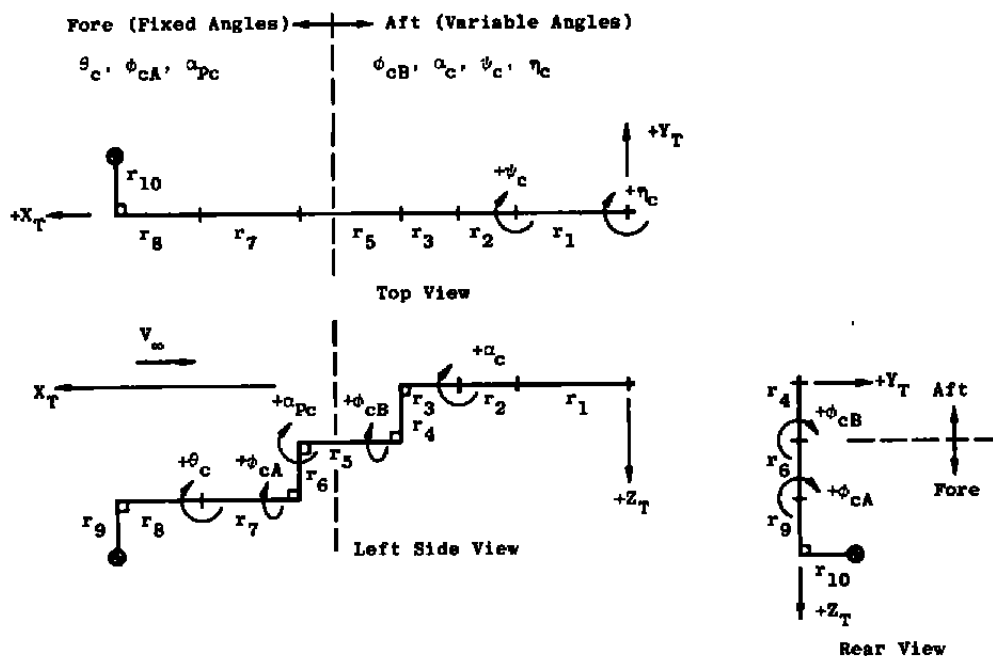 Fore (Fixed Angles) Aft (Variable Angles)
θc, ϕcA, αPc ϕcB, αc, ψc, ηc
+YT
r10
+ψc
+ηc
+XT
r8 r7 r5 r3 r2 r1
Top View
V∞
+αc
XT
r3 r2 r1
+αPc +ϕcB
r4
r5
r6
+θc +ϕcA
r9 r8 r7
+ZT
Left Side View
r4 +YT Aft
+ϕcB
r6
Fore
+ϕcA
r9
r10
+ZT
Rear View